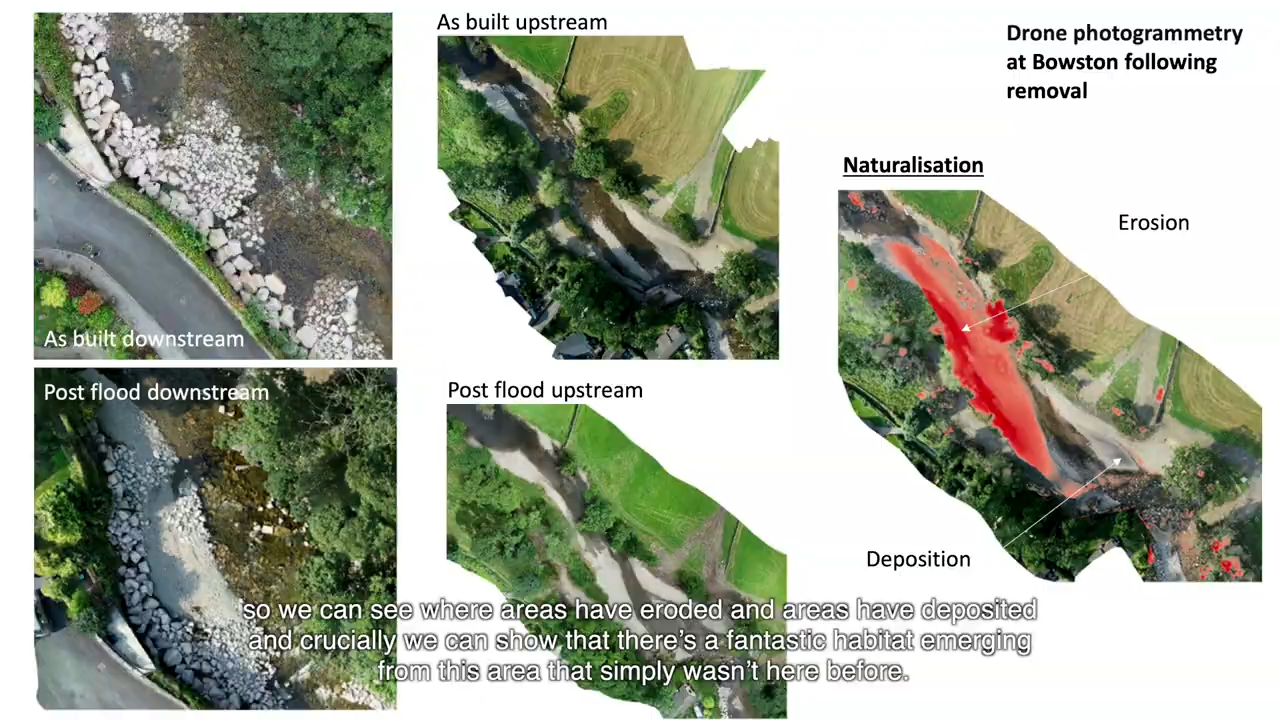 As built upstream
Drone photogrammetry
at Bowston following
removal
Naturalisation
Erosion
As built downstream
Post flood downstream
Post flood upstream
Deposition
so we can see where areas have eroded and areas have deposited
and crucially we can show that there's a fantastic habitat emerging
from this area that simply wasn't here before.